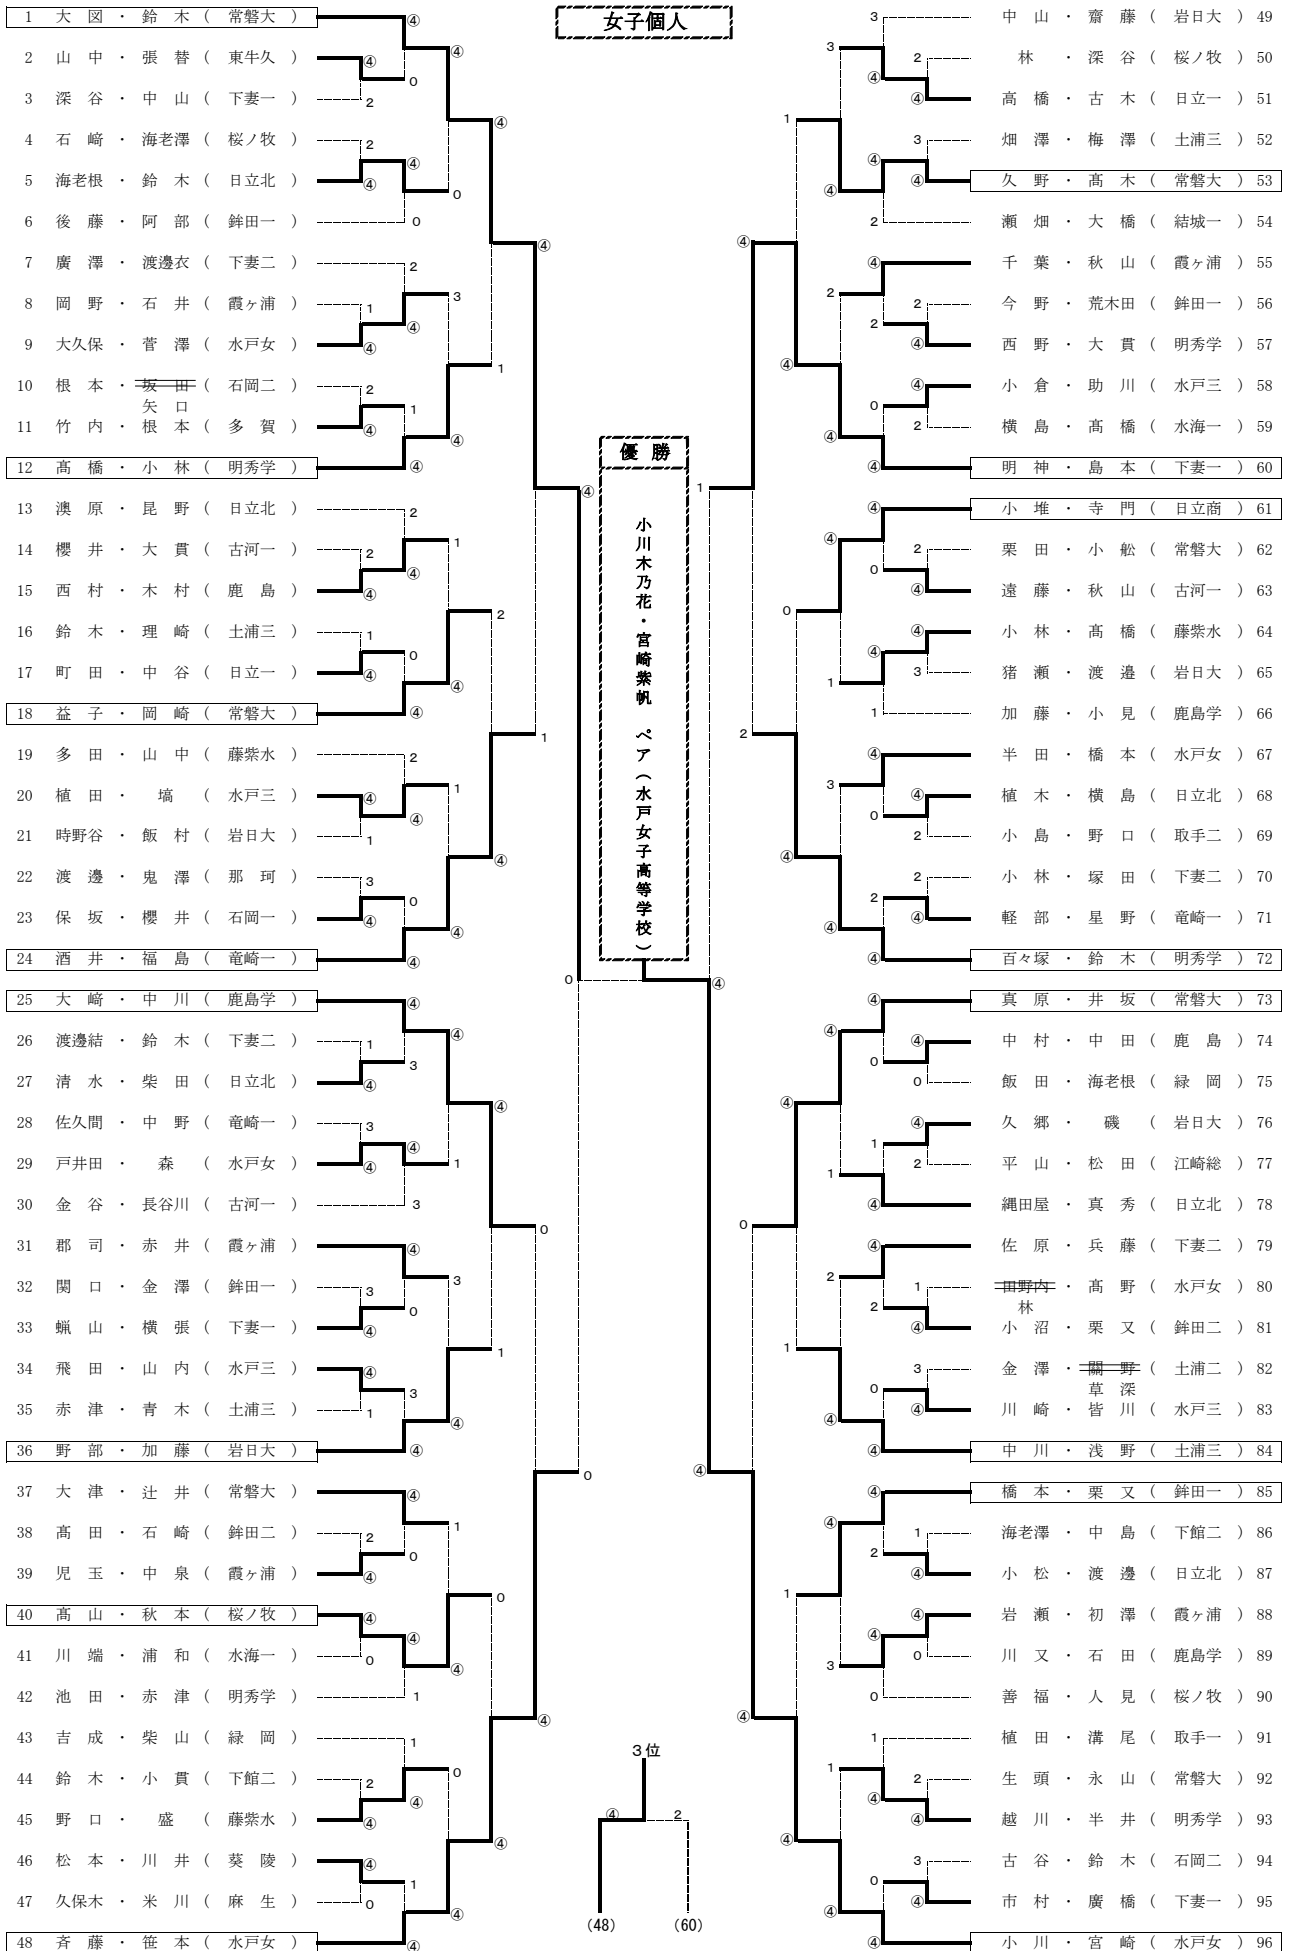 女子個人
1 大図・鈴木(常磐大)
2 山中・張替(東牛久)
3 深谷・中山(下妻一)
4 石﨑・海老澤(桜ノ牧)
5 海老根・鈴木(日立北)
6 後藤・阿部(鉾田一)
7 廣澤・渡邊衣(下妻二)
8 岡野・石井(霞ヶ浦)
9 大久保・菅澤(水戸女)
10 根本・坂田(石岡二)
矢口
11 竹内・根本(多賀)
12 髙橋・小林(明秀学)
13 澳原・昆野(日立北)
14 櫻井・大貫(古河一)
15 西村・木村(鹿島)
16 鈴木・理崎(土浦三)
17 町田・中谷(日立一)
18 益子・岡崎(常磐大)
19 多田・山中(藤紫水)
20 植田・塙(水戸三)
21 時野谷・飯村(岩日大)
22 渡邊・鬼澤(那珂)
23 保坂・櫻井(石岡一)
24 酒井・福島(竜崎一)
25 大﨑・中川(鹿島学)
26 渡邊結・鈴木(下妻二)
27 清水・柴田(日立北)
28 佐久間・中野(竜崎一)
29 戸井田・森(水戸女)
30 金谷・長谷川(古河一)
31 郡司・赤井(霞ヶ浦)
32 関口・金澤(鉾田一)
33 蝋山・横張(下妻一)
34 飛田・山内(水戸三)
35 赤津・青木(土浦三)
36 野部・加藤(岩日大)
37 大津・辻井(常磐大)
38 髙田・石崎(鉾田二)
39 児玉・中泉(霞ヶ浦)
40 髙山・秋本(桜ノ牧)
41 川端・浦和(水海一)
42 池田・赤津(明秀学)
43 吉成・柴山(緑岡)
44 鈴木・小貫(下館二)
45 野口・盛(藤紫水)
46 松本・川井(葵陵)
47 久保木・米川(麻生)
48 斉藤・笹本(水戸女)
優勝
小川木乃花・宮崎紫帆 ペア(水戸女子高等学校)
3位
④ 2
(48) (60)
中山・齋藤(岩日大) 49
林・深谷(桜ノ牧) 50
高橋・古木(日立一) 51
畑澤・梅澤(土浦三) 52
久野・髙木(常磐大) 53
瀬畑・大橋(結城一) 54
千葉・秋山(霞ヶ浦) 55
今野・荒木田(鉾田一) 56
西野・大貫(明秀学) 57
小倉・助川(水戸三) 58
横島・髙橋(水海一) 59
明神・島本(下妻一) 60
小堆・寺門(日立商) 61
栗田・小舩(常磐大) 62
遠藤・秋山(古河一) 63
小林・髙橋(藤紫水) 64
猪瀬・渡邉(岩日大) 65
加藤・小見(鹿島学) 66
半田・橋本(水戸女) 67
植木・横島(日立北) 68
小島・野口(取手二) 69
小林・塚田(下妻二) 70
軽部・星野(竜崎一) 71
百々塚・鈴木(明秀学) 72
真原・井坂(常磐大) 73
中村・中田(鹿島) 74
飯田・海老根(緑岡) 75
久郷・磯(岩日大) 76
平山・松田(江崎総) 77
縄田屋・真秀(日立北) 78
佐原・兵藤(下妻二) 79
田野内・髙野(水戸女) 80
林
小沼・栗又(鉾田二) 81
金澤・關野(土浦二) 82
草深
川崎・皆川(水戸三) 83
中川・浅野(土浦三) 84
橋本・栗又(鉾田一) 85
海老澤・中島(下館二) 86
小松・渡邊(日立北) 87
岩瀬・初澤(霞ヶ浦) 88
川又・石田(鹿島学) 89
善福・人見(桜ノ牧) 90
植田・溝尾(取手一) 91
生頭・永山(常磐大) 92
越川・半井(明秀学) 93
古谷・鈴木(石岡二) 94
市村・廣橋(下妻一) 95
小川・宮崎(水戸女) 96